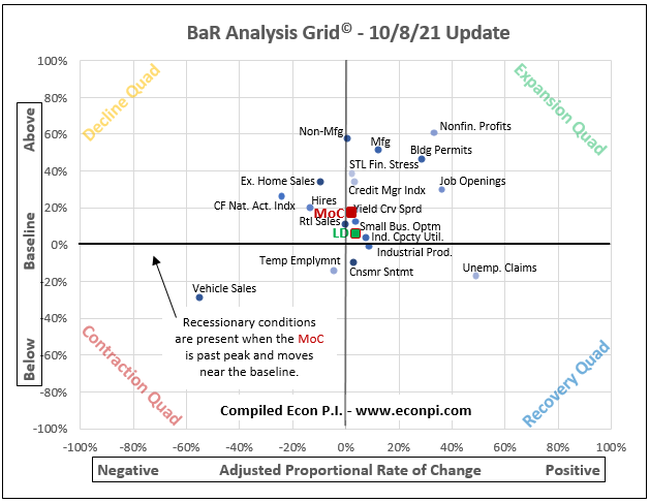 BaR Analysis Grid© - 10/8/21 Update
100%
80%
60%
40%
20%
0%
-20%
-40%
-60%
-80%
-100%
Above
Baseline
Below
Decline Quad
Expansion Quad
Contraction Quad
Recovery Quad
Non-Mfg
Nonfin. Profits
Mfg
Bldg Permits
STL Fin. Stress
Ex. Home Sales
Credit Mgr Indx
Job Openings
CF Nat. Act. Indx
Hires
MoC
Yield Crv Sprd
Rtl Sales
Small Bus. Optm
LD
Ind. Cpcty Util.
Industrial Prod.
Temp Emplymnt
Cnsmr Sntmt
Unemp. Claims
Vehicle Sales
Recessionary conditions
are present when the MoC
is past peak and moves
near the baseline.
Compiled Econ P.I. - www.econpi.com
-100% -80% -60% -40% -20% 0% 20% 40% 60% 80% 100%
Negative Adjusted Proportional Rate of Change Positive